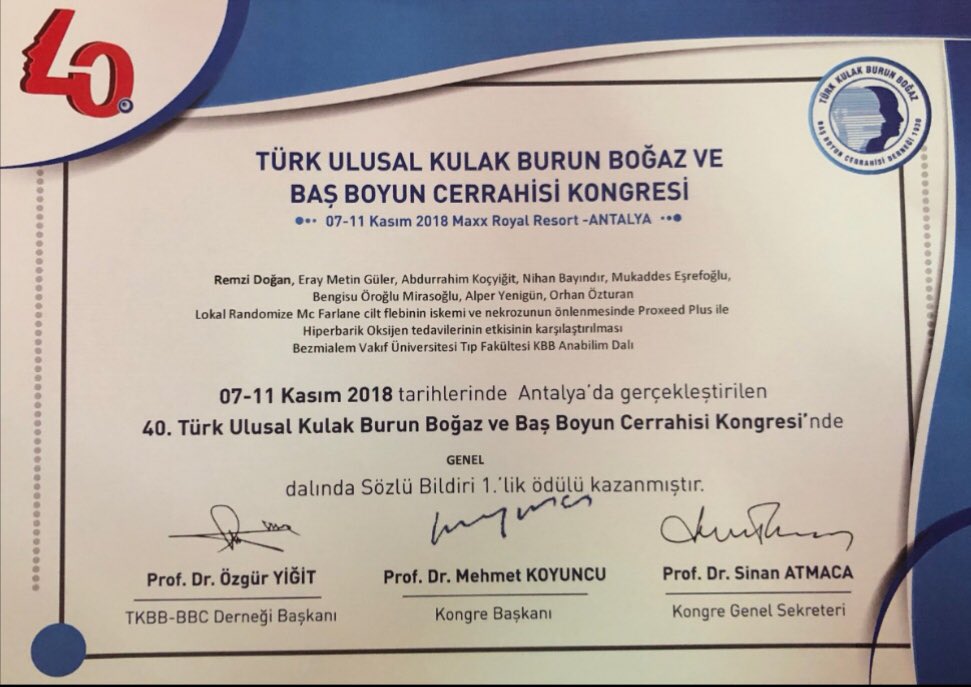 40.
TÜRK KULAK BURUN BOĞAZ
BAŞ BOYUN CERRAHİSİ DERNEĞİ 1930
TÜRK ULUSAL KULAK BURUN BOĞAZ VE
BAŞ BOYUN CERRAHİSİ KONGRESİ
07-11 Kasım 2018 Maxx Royal Resort -ANTALYA
Remzi Doğan, Eray Metin Güler, Abdurrahim Koçyiğit, Nihan Bayındır, Mukaddes Eşrefoğlu,
Bengisu Öroğlu Mirasoğlu, Alper Yenigün, Orhan Özturan
Lokal Randomize Mc Farlane cilt flebinin iskemi ve nekrozunun önlenmesinde Proxeed Plus ile
Hiperbarik Oksijen tedavilerinin etkisinin karşılaştırılması
Bezmialem Vakıf Üniversitesi Tıp Fakültesi KBB Anabilim Dalı
07-11 Kasım 2018 tarihlerinde Antalya'da gerçekleştirilen
40. Türk Ulusal Kulak Burun Boğaz ve Baş Boyun Cerrahisi Kongresi'nde
GENEL
dalında Sözlü Bildiri 1.'lik ödülü kazanmıştır.
Prof. Dr. Özgür YİĞİT
TKBB-BBC Derneği Başkanı
Prof. Dr. Mehmet KOYUNCU
Kongre Başkanı
Prof. Dr. Sinan ATMACA
Kongre Genel Sekreteri